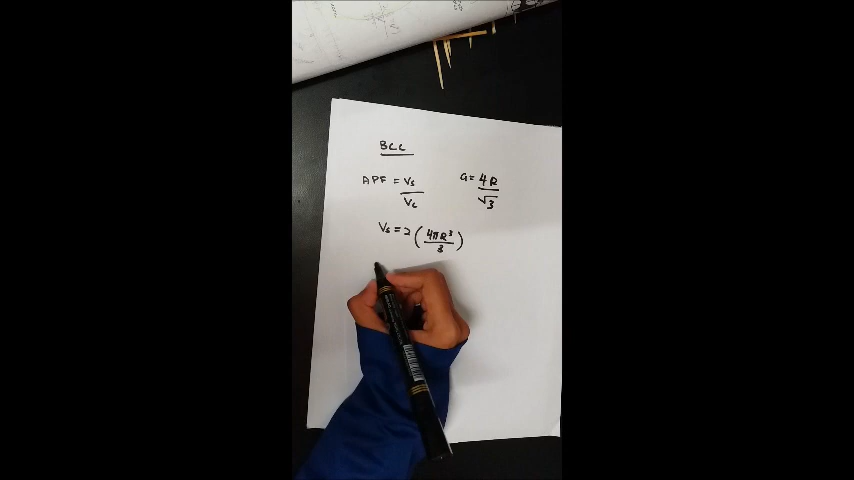 BCC
APF = Vs / Vc
a = 4R / √3
Vs = 2 ( 4πR³ / 3 )